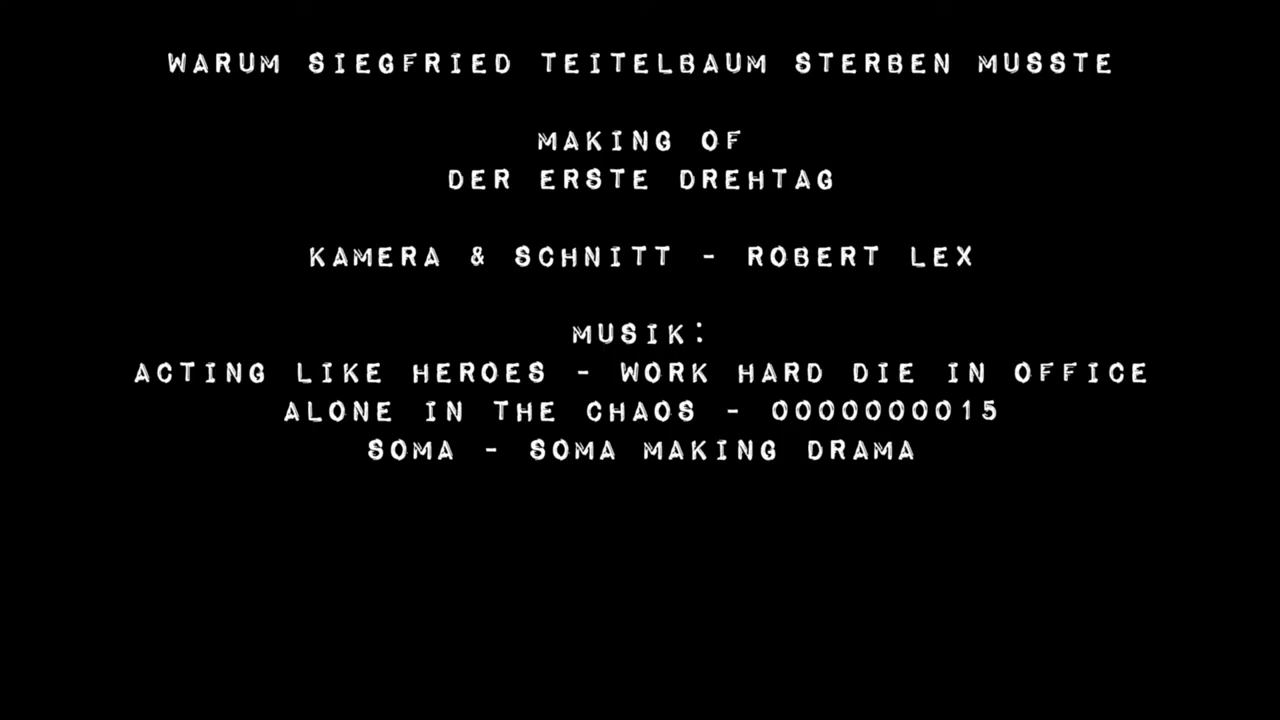 WARUM SIEGFRIED TEITELBAUM STERBEN MUSSTE
MAKING OF
DER ERSTE DREHTAG
KAMERA & SCHNITT - ROBERT LEX
MUSIK:
ACTING LIKE HEROES - WORK HARD DIE IN OFFICE
ALONE IN THE CHAOS - 0000000015
SOMA - SOMA MAKING DRAMA